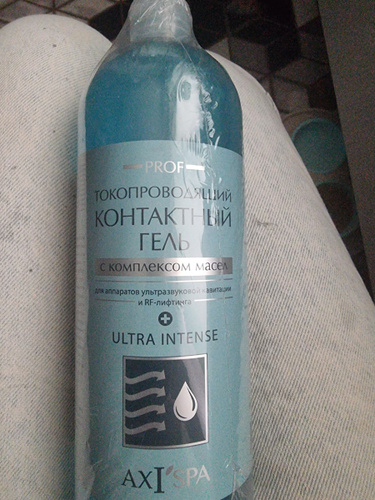 PROF
ТОКОПРОВОДЯЩИЙ
КОНТАКТНЫЙ
ГЕЛЬ
с комплексом масел
для аппаратов ультразвуковой кавитации
и RF-лифтинга
ULTRA INTENSE
AXI'SPA